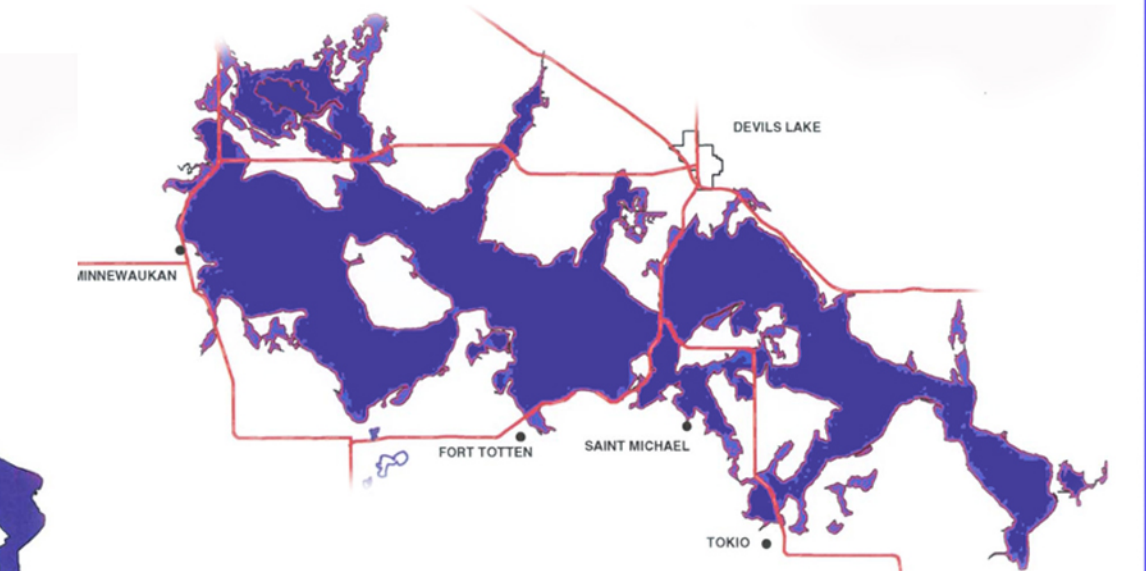 DEVILS LAKE
MINNEWAUKAN
FORT TOTTEN
SAINT MICHAEL
TOKIO